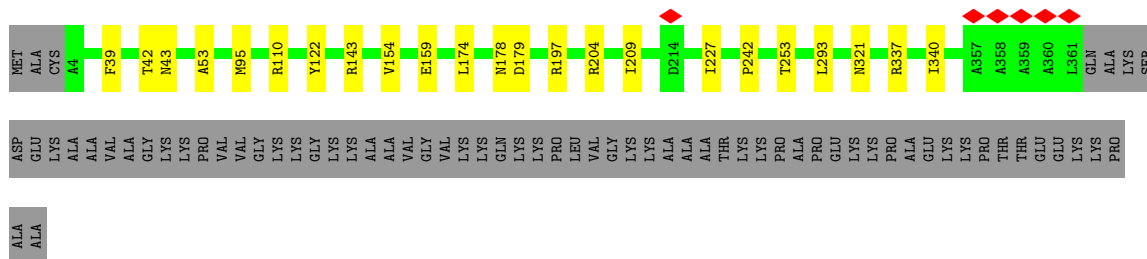 MET ALA CYS A4 F39 T42 N43 A53 M95 R110 Y122 R143 V154 E159 L174 N178 D179 R197 R204 I209 D214 I227 P242 T253 L293 N321 R337 I340 A357 A358 A359 A360 L361 GLN ALA LYS SER
ASP GLU LYS ALA ALA VAL ALA GLY LYS LYS PRO VAL VAL GLY LYS LYS GLY LYS LYS ALA ALA VAL GLY VAL LYS LYS GLN LYS LYS PRO LEU VAL GLY LYS LYS ALA ALA ALA THR LYS LYS PRO ALA PRO GLU LYS LYS PRO ALA GLU LYS LYS PRO THR THR GLU GLU LYS LYS PRO
ALA ALA